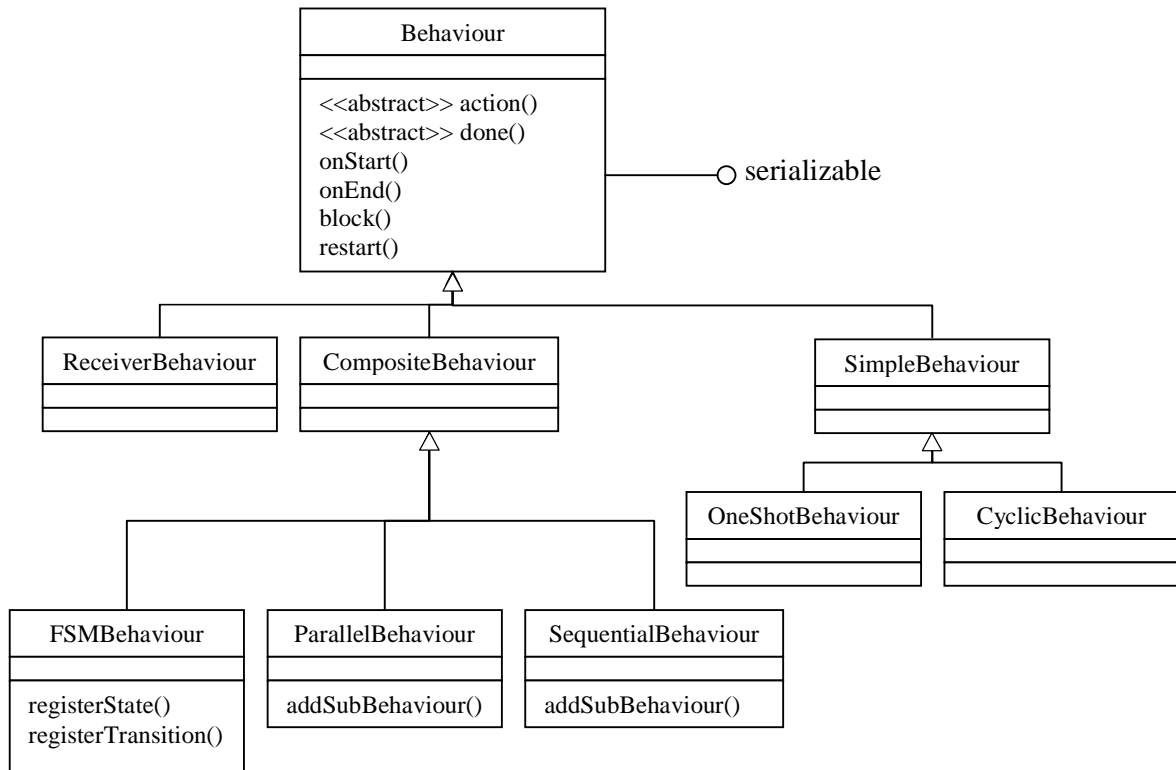 Behaviour
<<abstract>> action()
<<abstract>> done()
onStart()
onEnd()
block()
restart()
serializable
ReceiverBehaviour
CompositeBehaviour
SimpleBehaviour
OneShotBehaviour
CyclicBehaviour
FSMBehaviour
registerState()
registerTransition()
ParallelBehaviour
addSubBehaviour()
SequentialBehaviour
addSubBehaviour()